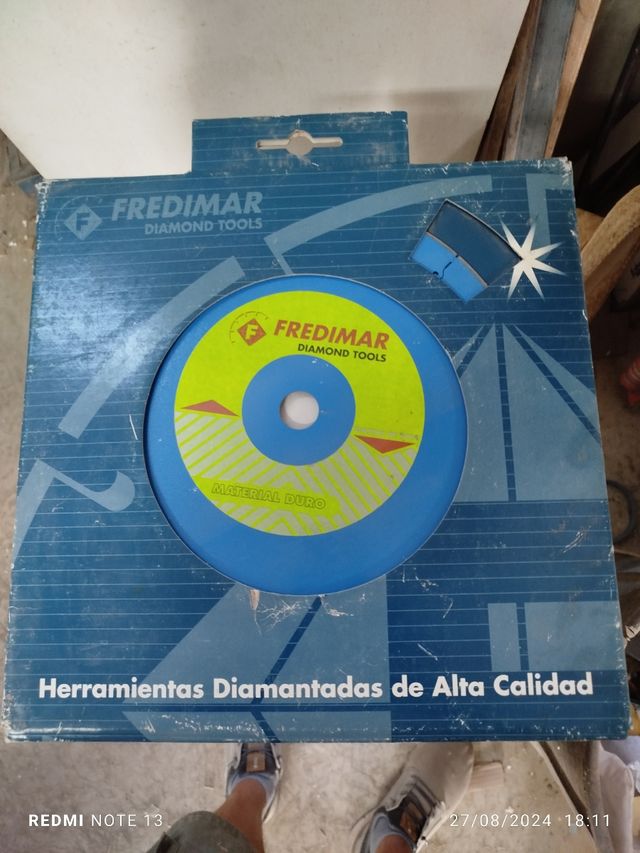 FREDIMAR
DIAMOND TOOLS
FREDIMAR
DIAMOND TOOLS
MATERIAL DURO
Herramientas Diamantadas de Alta Calidad
REDMI NOTE 13
27/08/2024 18:11